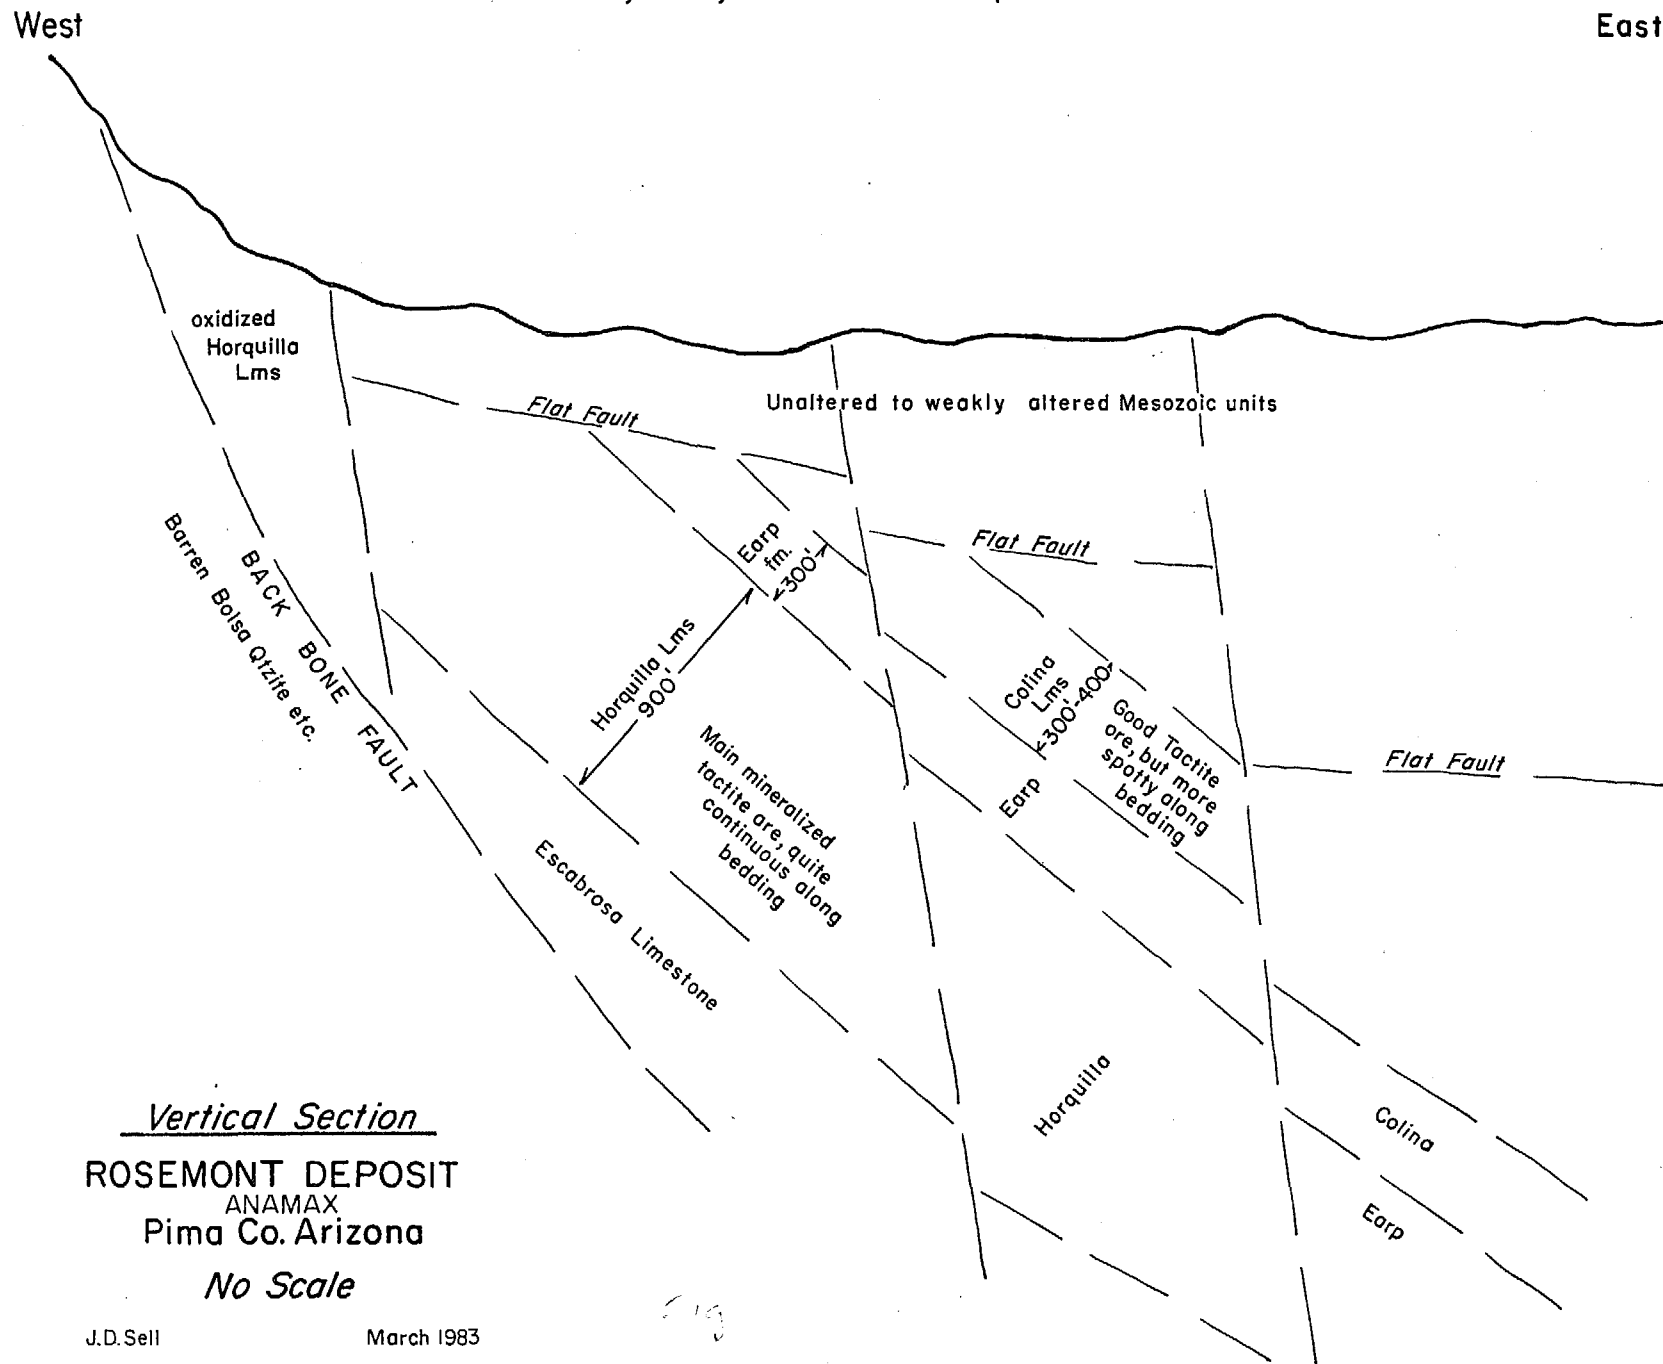 West
East
oxidized
Horquilla
Lms
Flat Fault
Unaltered to weakly altered Mesozoic units
Earp
fm.
300'
Flat Fault
Barren Bolsa Qtzite etc.
BACK BONE FAULT
Horquilla Lms
900'
Colina
Lms
300'-400'
Good Tactite
ore, but more
spotty along
bedding
Flat Fault
Main mineralized
tactite are, quite
continuous along
bedding
Earp
Escabrosa Limestone
Horquilla
Colina
Earp
Vertical Section
ROSEMONT DEPOSIT
ANAMAX
Pima Co. Arizona
No Scale
J.D. Sell
March 1983
Fig